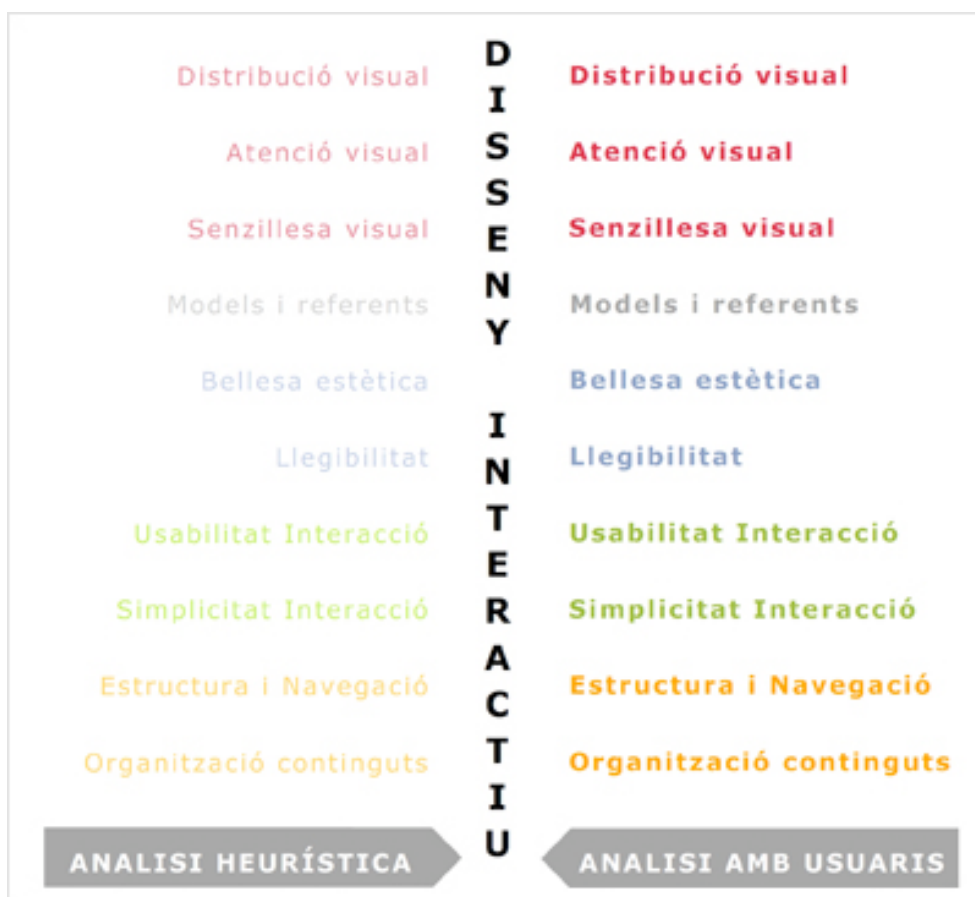 DISSENY INTERACTIU
Distribució visual
Atenció visual
Senzillesa visual
Models i referents
Bellesa estètica
Llegibilitat
Usabilitat Interacció
Simplicitat Interacció
Estructura i Navegació
Organització continguts
ANALISI HEURÍSTICA
Distribució visual
Atenció visual
Senzillesa visual
Models i referents
Bellesa estètica
Llegibilitat
Usabilitat Interacció
Simplicitat Interacció
Estructura i Navegació
Organització continguts
ANALISI AMB USUARIS